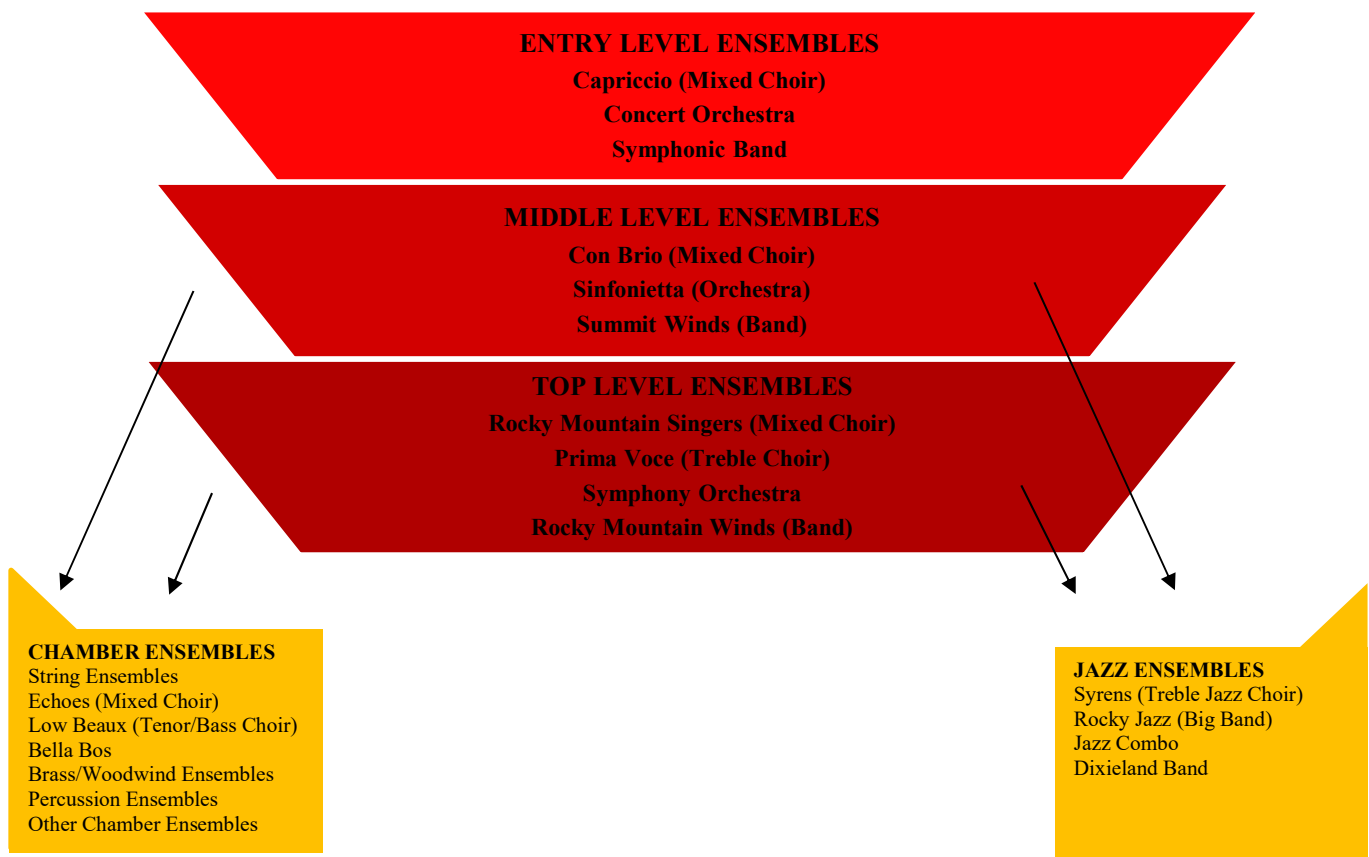 ENTRY LEVEL ENSEMBLES
Capriccio (Mixed Choir)
Concert Orchestra
Symphonic Band
MIDDLE LEVEL ENSEMBLES
Con Brio (Mixed Choir)
Sinfonietta (Orchestra)
Summit Winds (Band)
TOP LEVEL ENSEMBLES
Rocky Mountain Singers (Mixed Choir)
Prima Voce (Treble Choir)
Symphony Orchestra
Rocky Mountain Winds (Band)
CHAMBER ENSEMBLES
String Ensembles
Echoes (Mixed Choir)
Low Beaux (Tenor/Bass Choir)
Bella Bos
Brass/Woodwind Ensembles
Percussion Ensembles
Other Chamber Ensembles
JAZZ ENSEMBLES
Syrens (Treble Jazz Choir)
Rocky Jazz (Big Band)
Jazz Combo
Dixieland Band